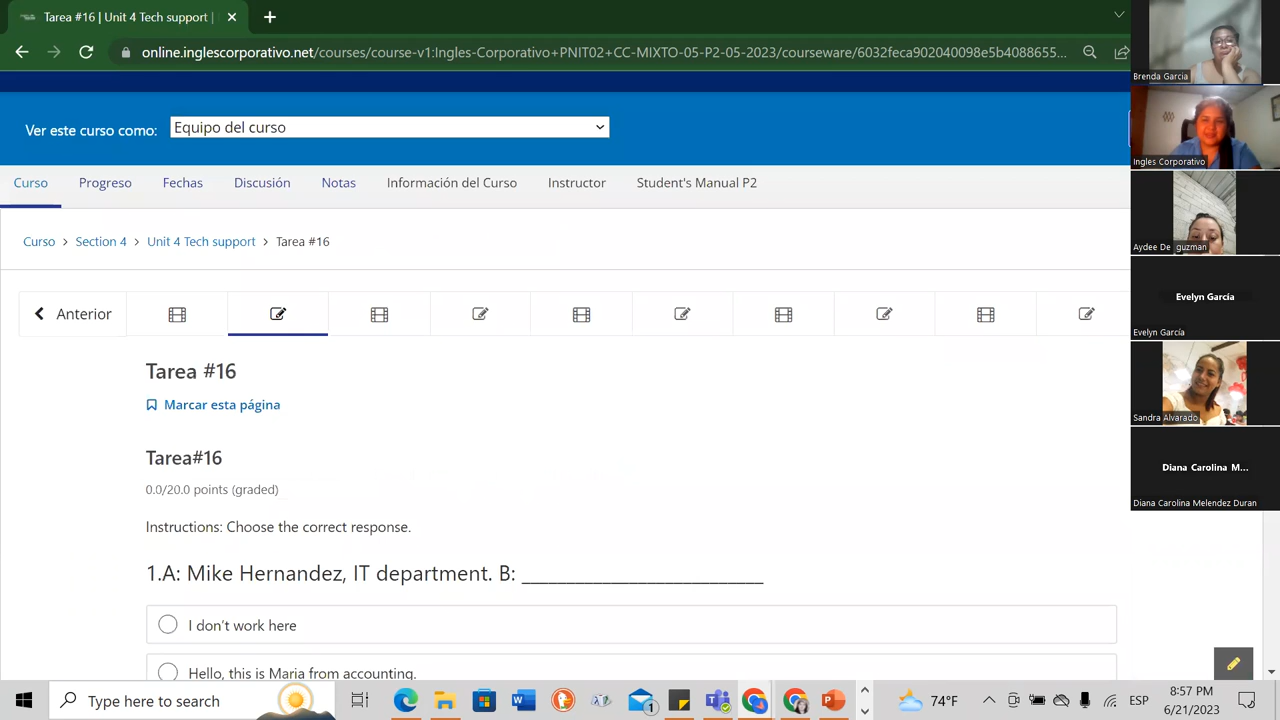 Tarea #16 | Unit 4 Tech support |
online.inglescorporativo.net/courses/course-v1:Ingles-Corporativo+PNIT02+CC-MIXTO-05-P2-05-2023/courseware/6032feca902040098e5b4088655...
Ver este curso como:
Equipo del curso
Curso
Progreso
Fechas
Discusión
Notas
Información del Curso
Instructor
Student's Manual P2
Curso > Section 4 > Unit 4 Tech support > Tarea #16
Anterior
Tarea #16
Marcar esta página
Tarea#16
0.0/20.0 points (graded)
Instructions: Choose the correct response.
1.A: Mike Hernandez, IT department. B: ___________________________
I don't work here
Hello, this is Maria from accounting.
Brenda Garcia
Ingles Corporativo
Aydee De guzman
Evelyn García
Evelyn García
Sandra Alvarado
Diana Carolina M...
Diana Carolina Melendez Duran
Type here to search
1
74°F
ESP
8:57 PM
6/21/2023